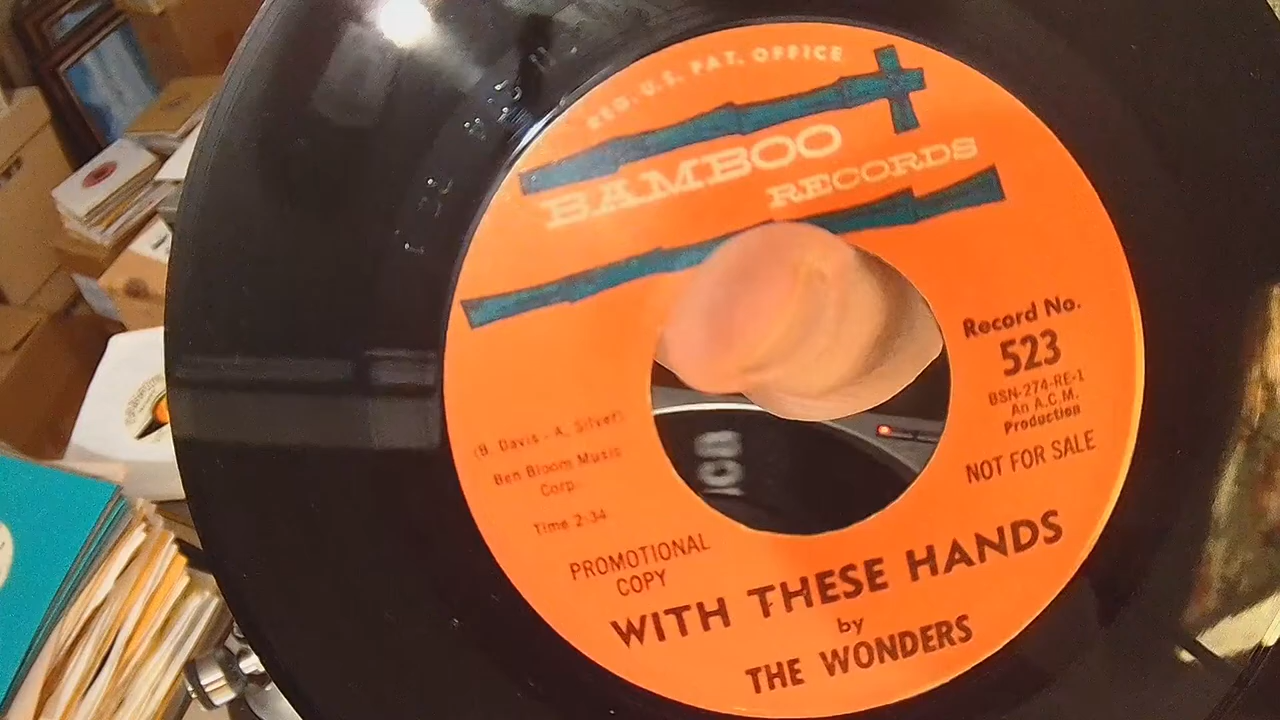 REG. U.S. PAT. OFFICE
BAMBOO
RECORDS
Record No.
523
BSN-274-RE-1
An A.C.M.
Production
NOT FOR SALE
(B. Davis - A. Silver)
Ben Bloom Music
Corp.
Time 2:34
PROMOTIONAL
COPY
WITH THESE HANDS
by
THE WONDERS